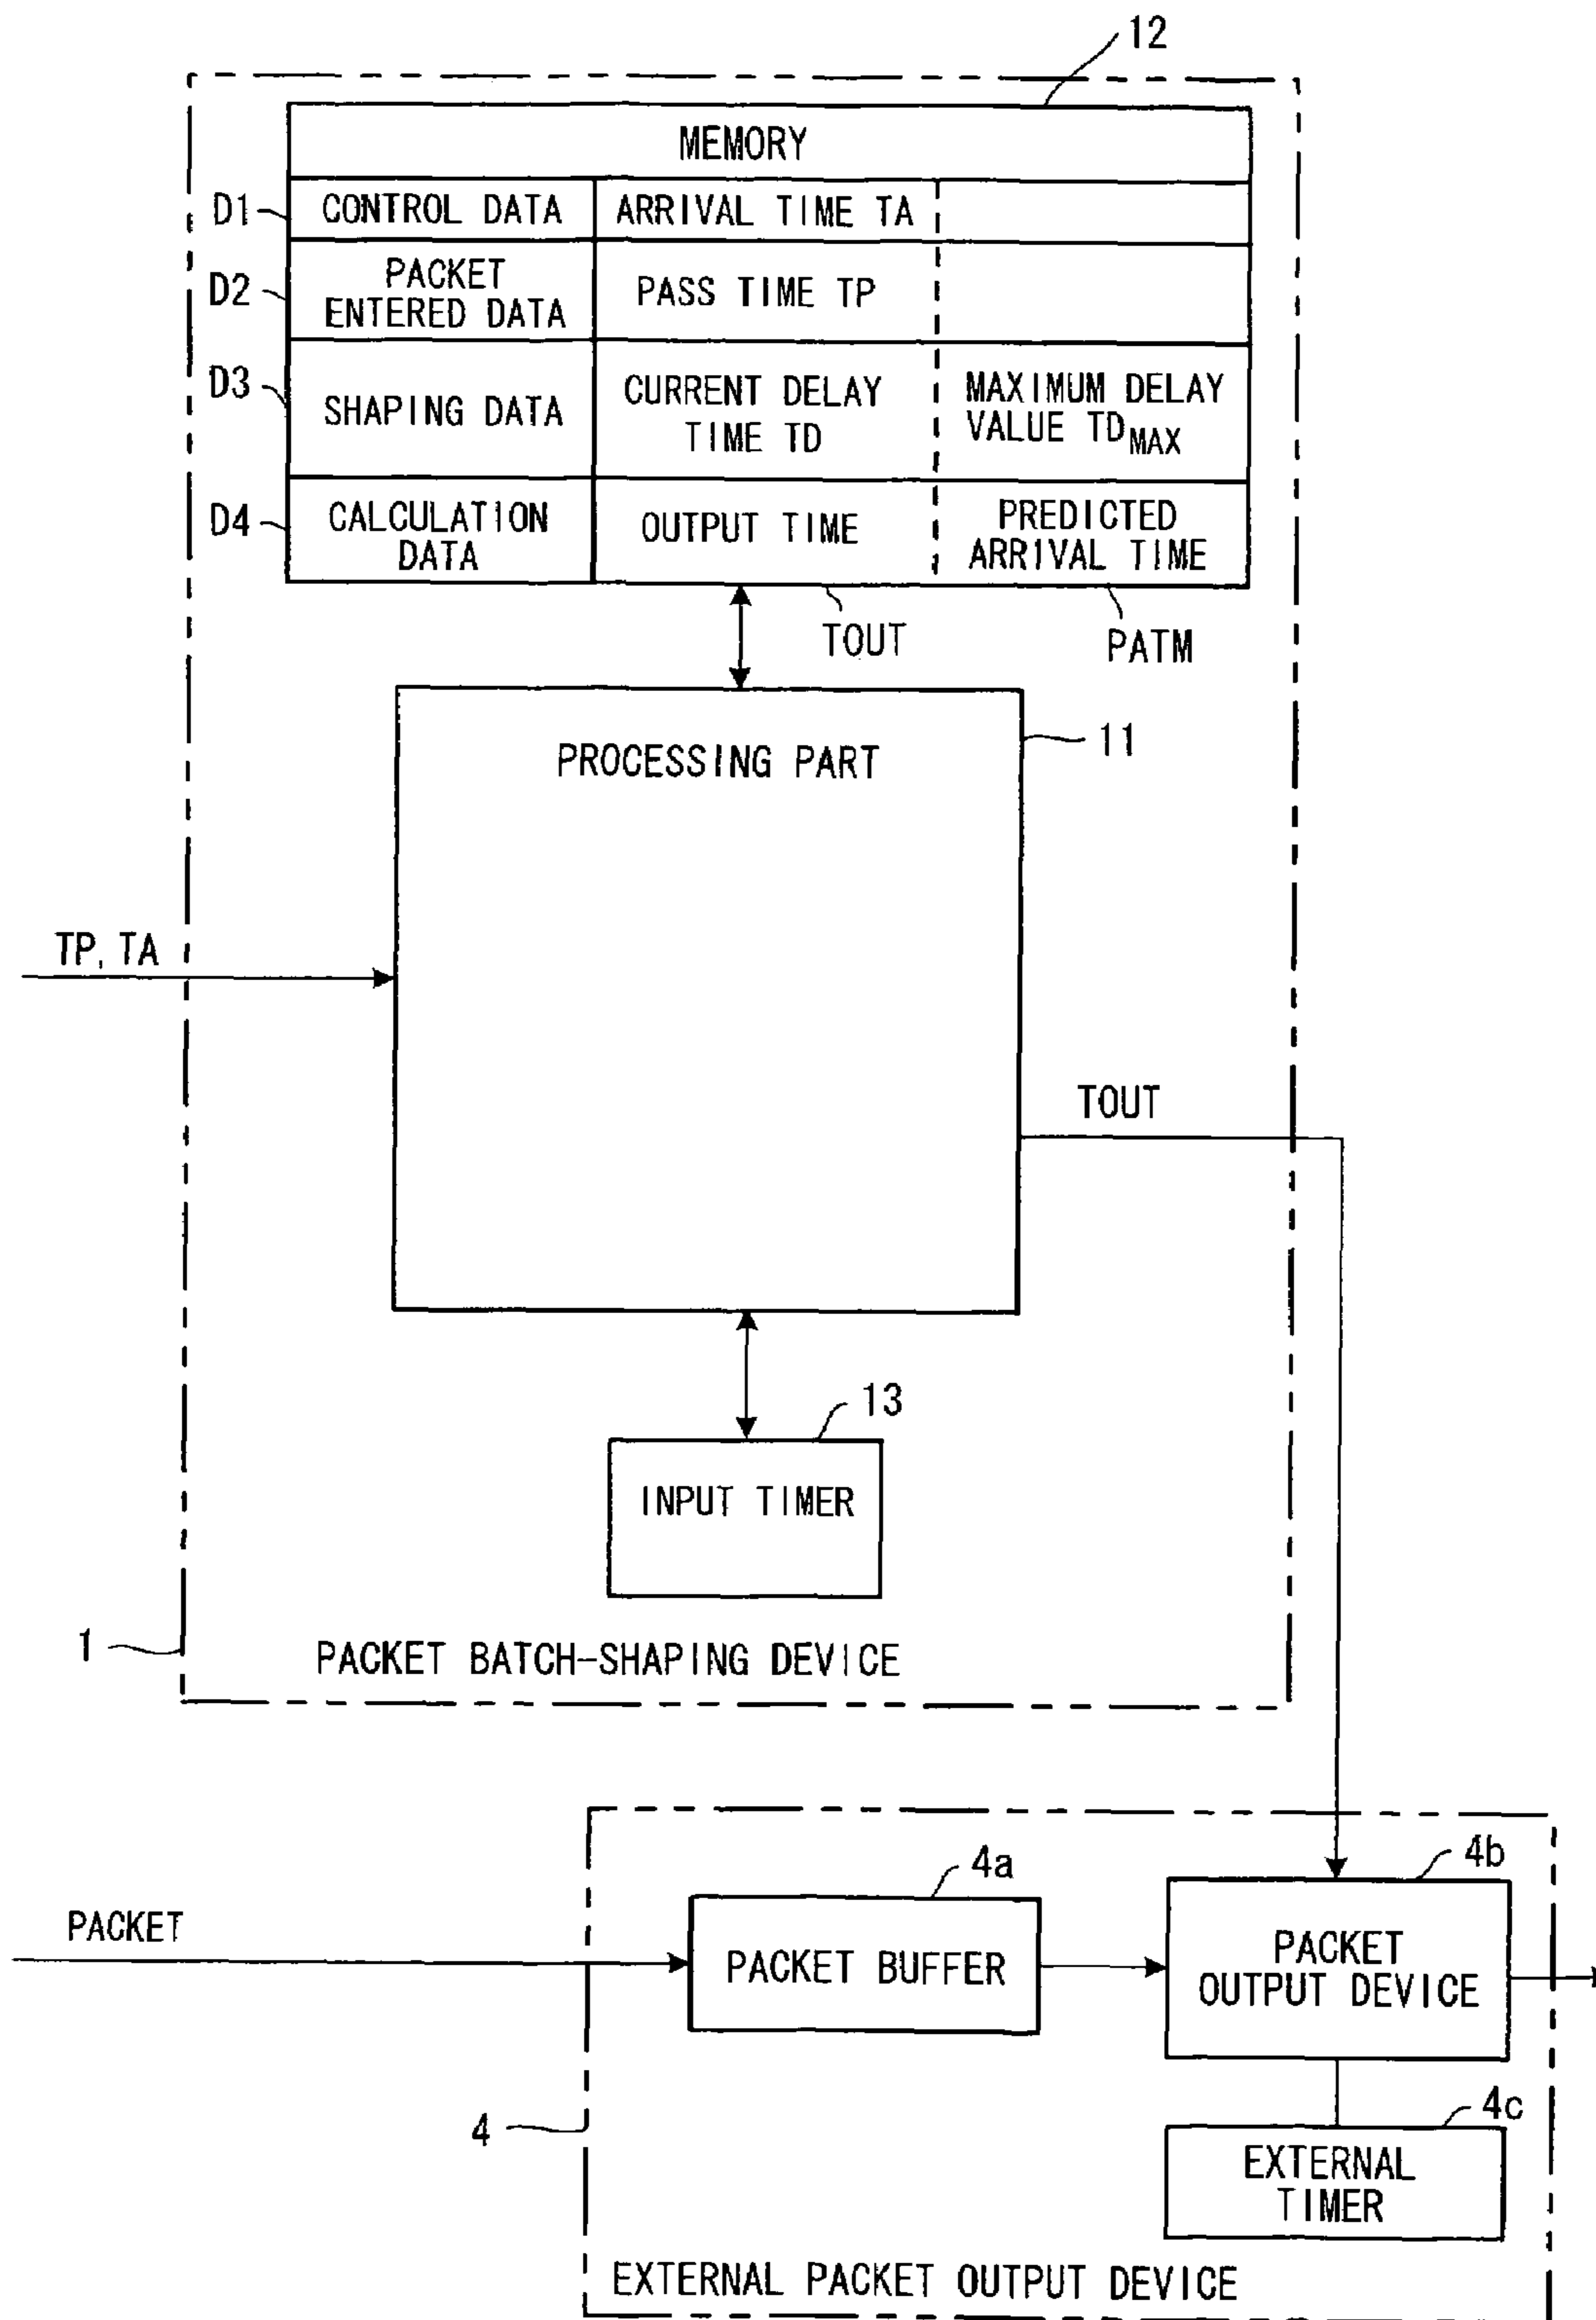 12
MEMORY
D1
CONTROL DATA
ARRIVAL TIME TA
D2
PACKET
ENTERED DATA
PASS TIME TP
D3
SHAPING DATA
CURRENT DELAY
TIME TD
MAXIMUM DELAY
VALUE TDMAX
D4
CALCULATION
DATA
OUTPUT TIME
PREDICTED
ARRIVAL TIME
TOUT
PATM
PROCESSING PART
11
TP, TA
TOUT
13
INPUT TIMER
1
PACKET BATCH-SHAPING DEVICE
4a
4b
PACKET
PACKET BUFFER
PACKET
OUTPUT DEVICE
4
4c
EXTERNAL
TIMER
EXTERNAL PACKET OUTPUT DEVICE